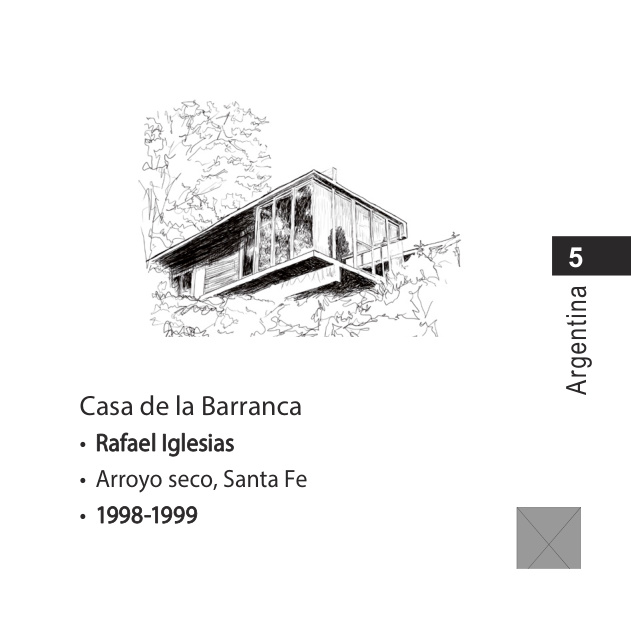 5
Argentina
Casa de la Barranca
• Rafael Iglesias
• Arroyo seco, Santa Fe
• 1998-1999